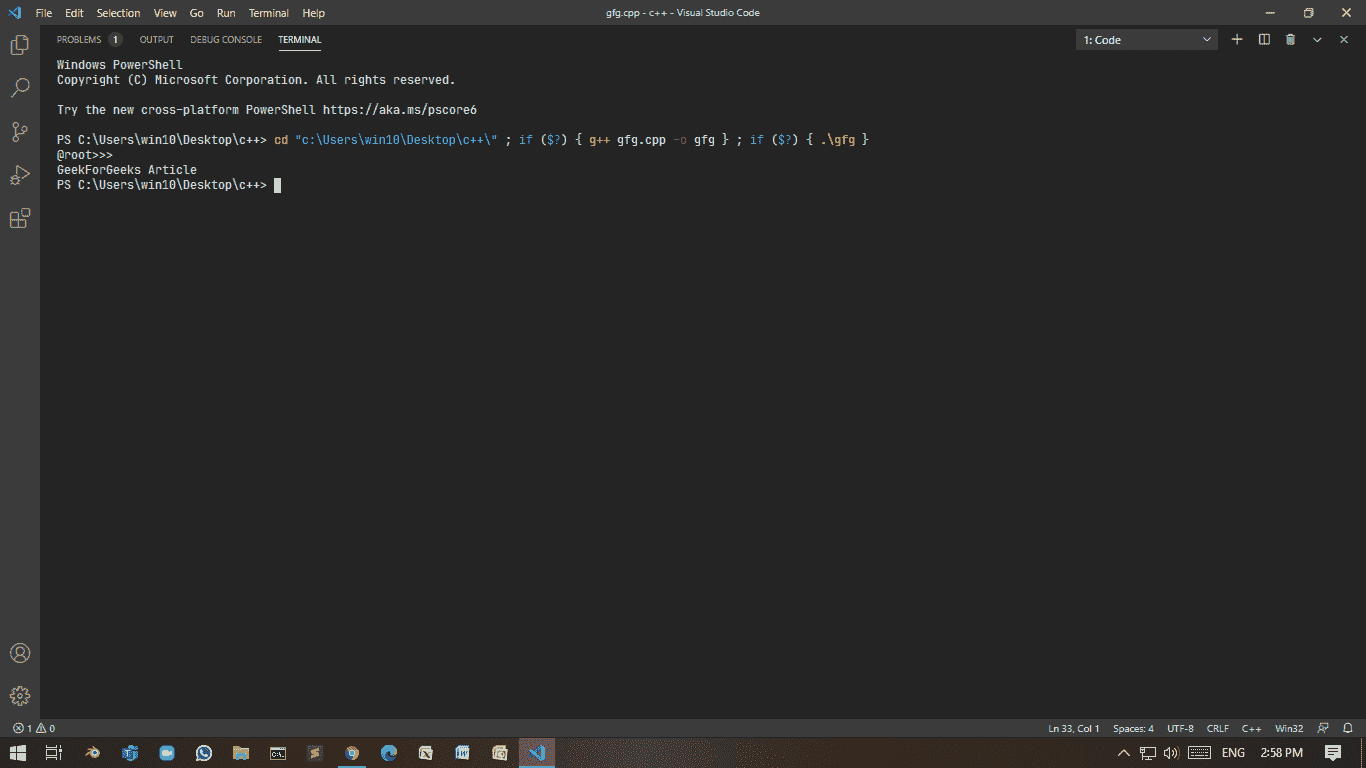 File Edit Selection View Go Run Terminal Help
gfg.cpp - c++ - Visual Studio Code
PROBLEMS 1 OUTPUT DEBUG CONSOLE TERMINAL
1: Code
Windows PowerShell
Copyright (C) Microsoft Corporation. All rights reserved.
Try the new cross-platform PowerShell https://aka.ms/pscore6
PS C:\Users\win10\Desktop\c++> cd "c:\Users\win10\Desktop\c++\" ; if ($?) { g++ gfg.cpp -o gfg } ; if ($?) { .\gfg }
@root>>>
GeekForGeeks Article
PS C:\Users\win10\Desktop\c++>
1 0
Ln 33, Col 1 Spaces: 4 UTF-8 CRLF C++ Win32
ENG 2:58 PM